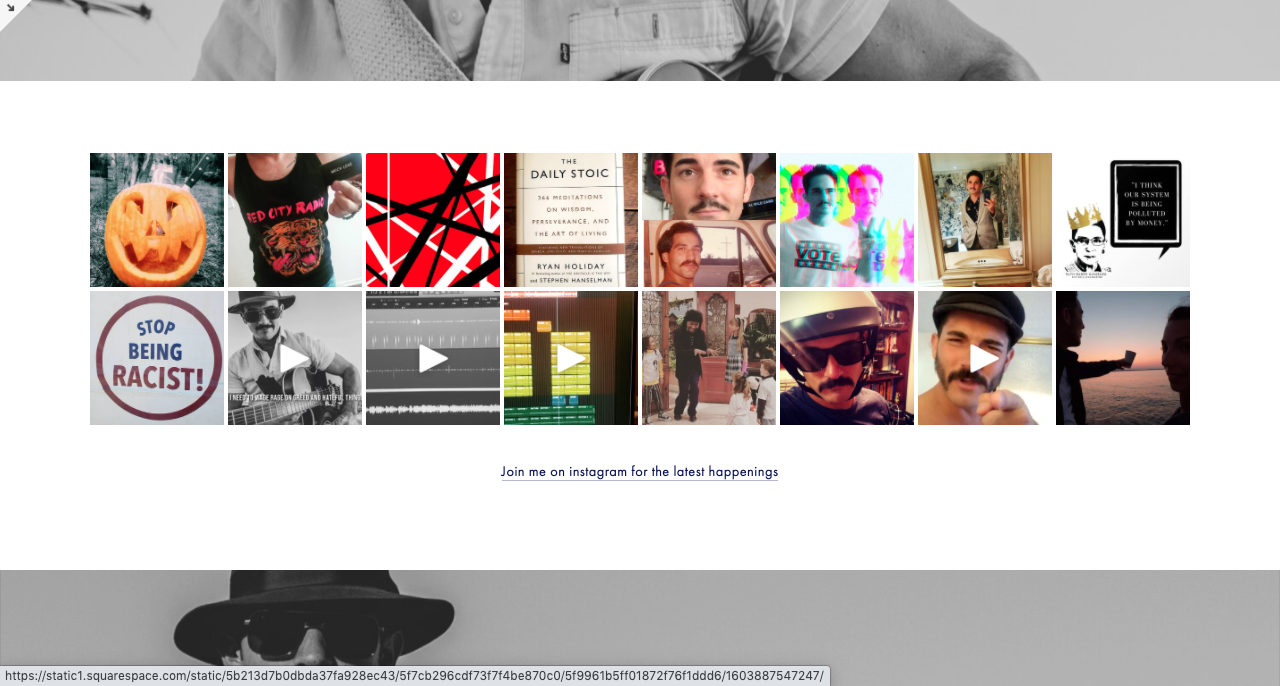 RED CITY RADIO
THE
DAILY STOIC
366 MEDITATIONS
ON WISDOM,
PERSEVERANCE, AND
THE ART OF LIVING
RYAN HOLIDAY
AND STEPHEN HANSELMAN
B
VOTE
"I THINK
OUR SYSTEM
IS BEING
POLLUTED
BY MONEY."
STOP
BEING
RACIST!
I NEED TO WAGE RAGE ON GREED AND HATEFUL THING
Join me on instagram for the latest happenings
https://static1.squarespace.com/static/5b213d7b0dbda37fa928ec43/5f7cb296cdf73f7f4be870c0/5f9961b5ff01872f76f1ddd6/1603887547247/